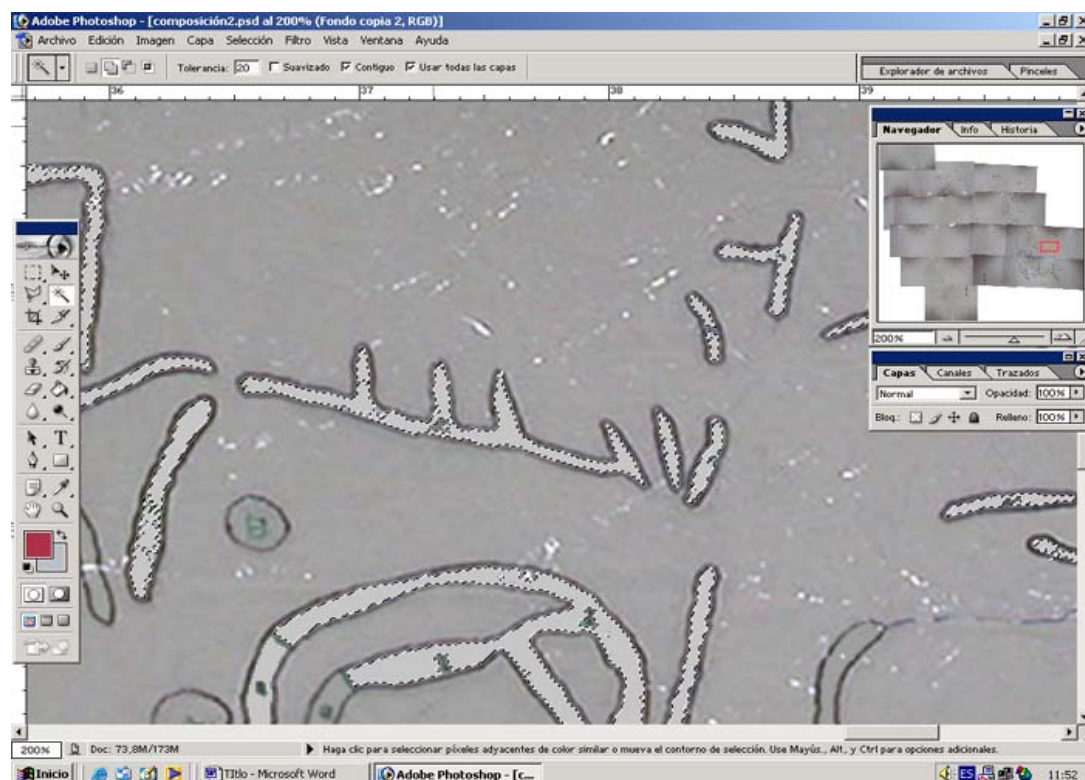 Adobe Photoshop - [composición2.psd al 200% (Fondo copia 2, RGB)]
Archivo Edición Imagen Capa Selección Filtro Vista Ventana Ayuda
Tolerancia: 20 Suavizado Contiguo Usar todas las capas
Explorador de archivos Pinceles
36 37 38 39
Navegador Info Historia
200%
Capas Canales Trazados
Normal Opacidad: 100%
Bloq.: Relleno: 100%
200% Doc: 73,8M/173M Haga clic para seleccionar píxeles adyacentes de color similar o mueva el contorno de selección. Use Mayús., Alt, y Ctrl para opciones adicionales.
Inicio TItlo - Microsoft Word Adobe Photoshop - [c... ES 11:52